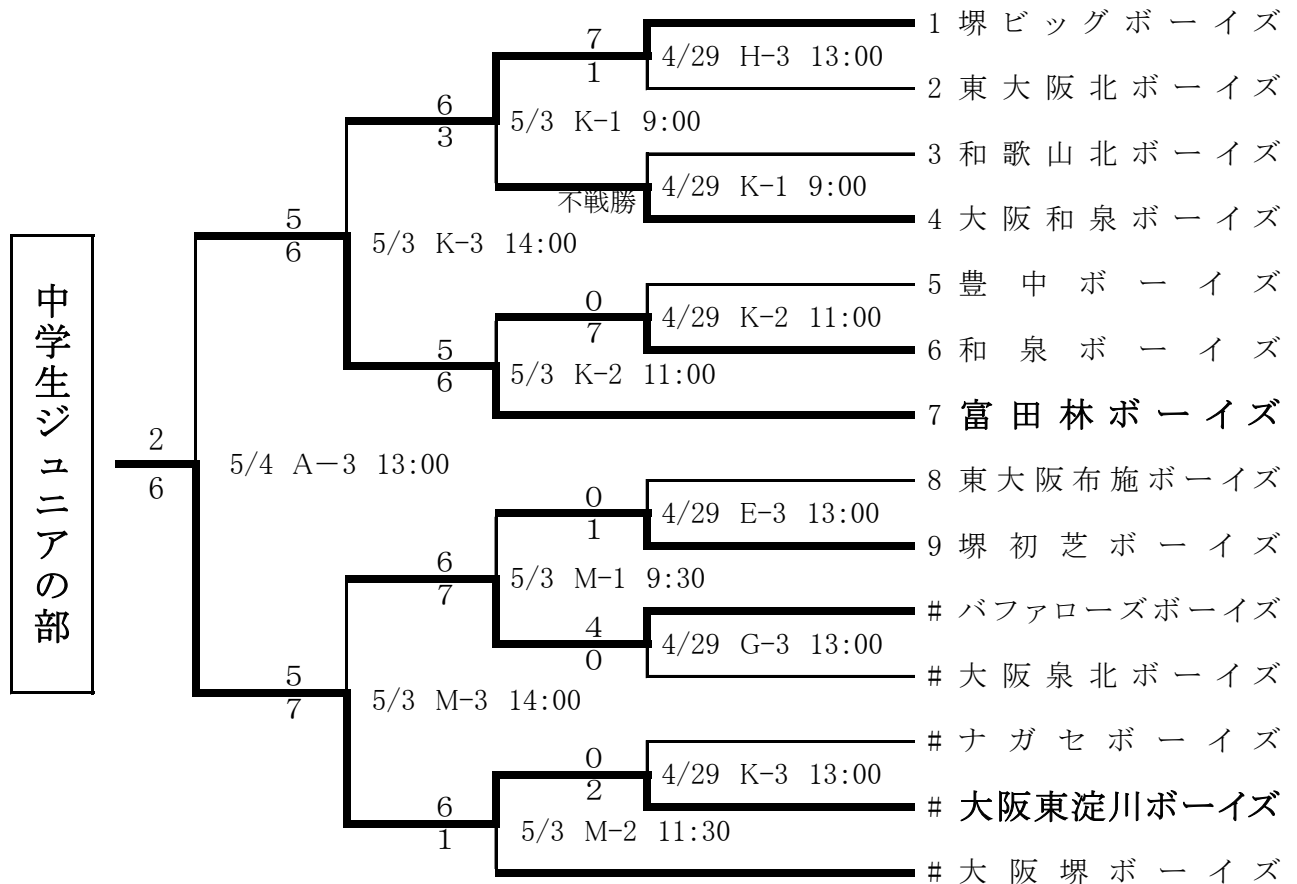 1 堺ビッグボーイズ
7
4/29 H-3 13:00
1
2 東大阪北ボーイズ
6
5/3 K-1 9:00
3
3 和歌山北ボーイズ
4/29 K-1 9:00
不戦勝
4 大阪和泉ボーイズ
5
5/3 K-3 14:00
6
5 豊中ボーイズ
0
4/29 K-2 11:00
7
6 和泉ボーイズ
5
5/3 K-2 11:00
6
7 富田林ボーイズ
中学生ジュニアの部
2
5/4 A－3 13:00
6
8 東大阪布施ボーイズ
0
4/29 E-3 13:00
1
9 堺初芝ボーイズ
6
5/3 M-1 9:30
7
# バファローズボーイズ
4
4/29 G-3 13:00
0
# 大阪泉北ボーイズ
5
5/3 M-3 14:00
7
# ナガセボーイズ
0
4/29 K-3 13:00
2
# 大阪東淀川ボーイズ
6
5/3 M-2 11:30
1
# 大阪堺ボーイズ